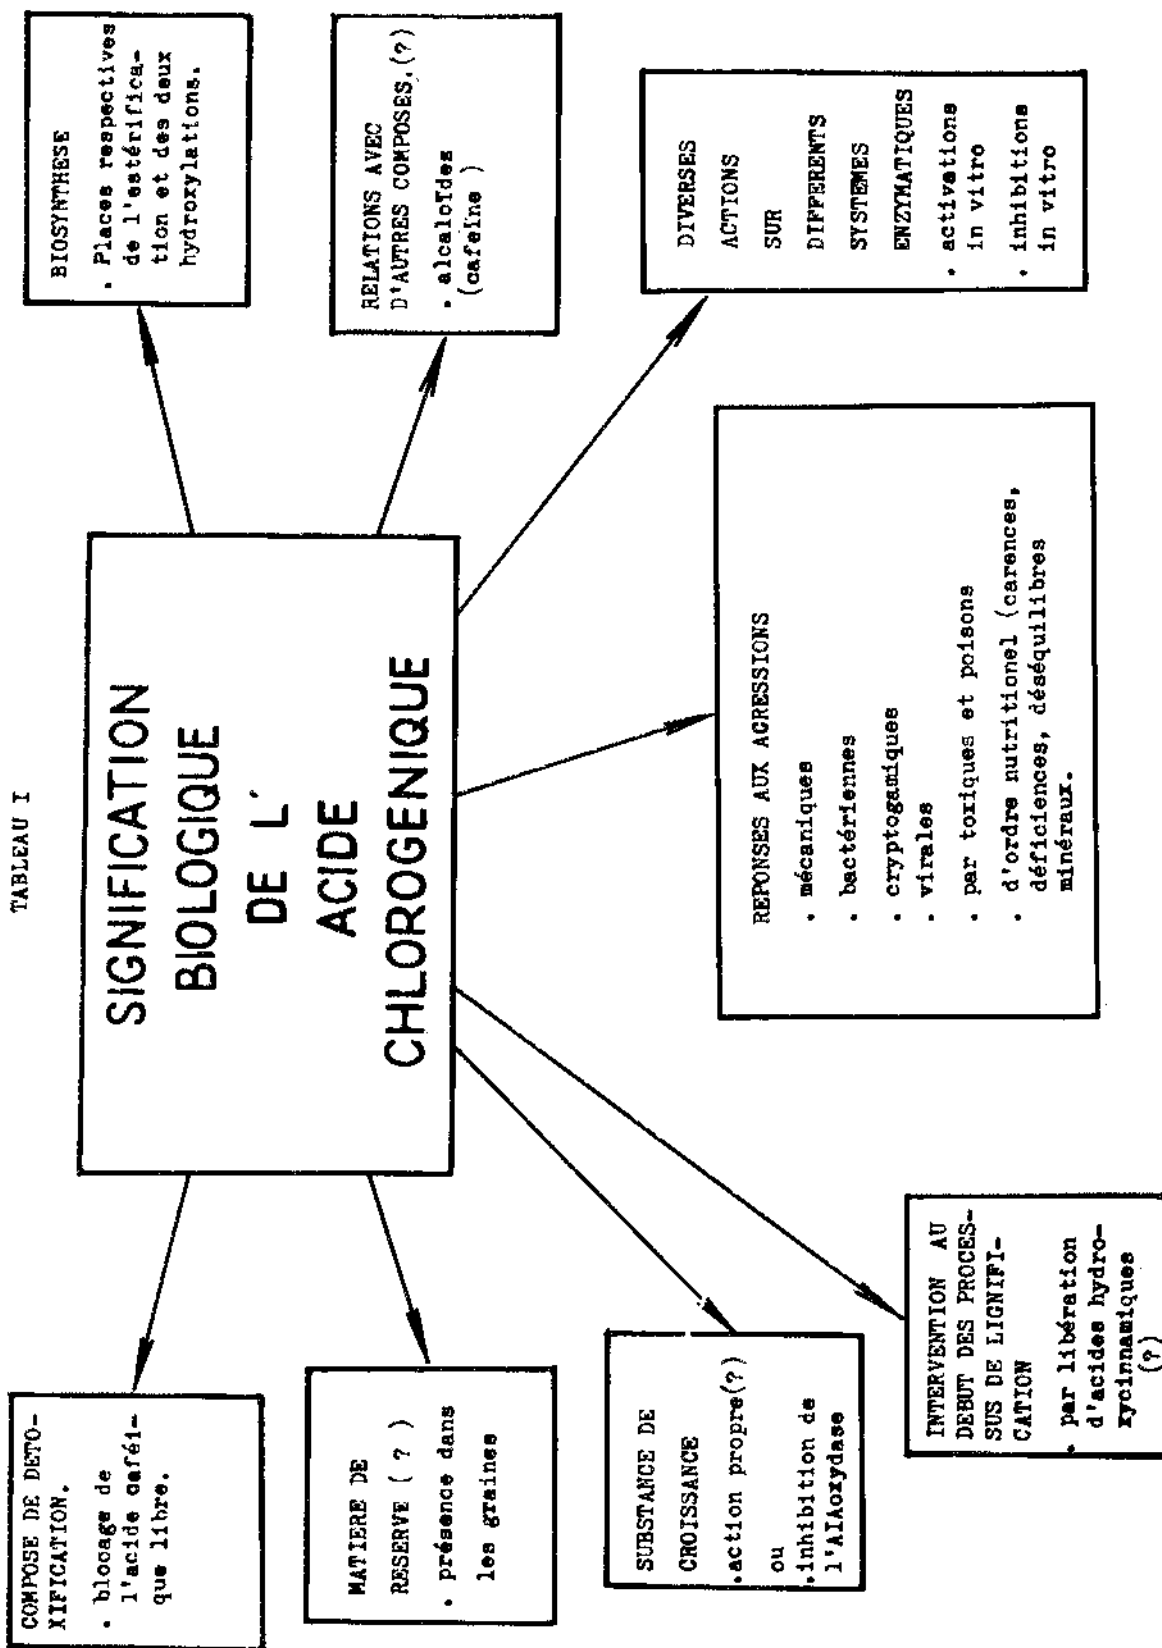 TABLEAU I
SIGNIFICATION
BIOLOGIQUE
DE L'
ACIDE
CHLOROGENIQUE
COMPOSE DE DETO-
XIFICATION.
. blocage de
l'acide caféi-
que libre.
MATIERE DE
RESERVE ( ? )
. présence dans
les graines
SUBSTANCE DE
CROISSANCE
.action propre(?)
ou
.inhibition de
l'AIAoxydase
INTERVENTION AU
DEBUT DES PROCES-
SUS DE LIGNIFI-
CATION
. par libération
d'acides hydro-
xycinnamiques
(?)
REPONSES AUX AGRESSIONS
. mécaniques
. bactériennes
. cryptogamiques
. virales
. par toxiques et poisons
. d'ordre nutritionel (carences,
déficiences, déséquilibres
minéraux.
DIVERSES
ACTIONS
SUR
DIFFERENTS
SYSTEMES
ENZYMATIQUES
. activations
in vitro
. inhibitions
in vitro
RELATIONS AVEC
D'AUTRES COMPOSES.(?)
. alcaloïdes
(caféine )
BIOSYNTHESE
. Places respectives
de l'estérifica-
tion et des deux
hydroxylations.